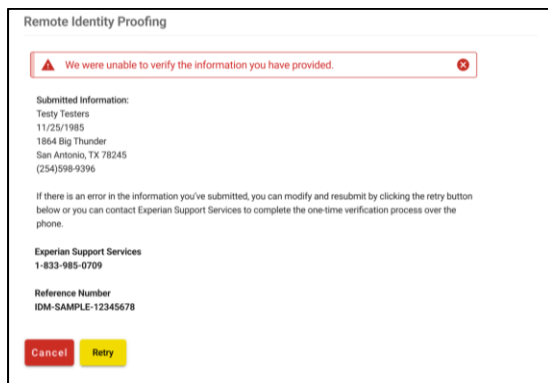 Remote Identity Proofing
We were unable to verify the information you have provided.
Submitted Information:
Testy Testers
11/25/1985
1864 Big Thunder
San Antonio, TX 78245
(254)598-9396
If there is an error in the information you've submitted, you can modify and resubmit by clicking the retry button
below or you can contact Experian Support Services to complete the one-time verification process over the
phone.
Experian Support Services
1-833-985-0709
Reference Number
IDM-SAMPLE-12345678
Cancel Retry